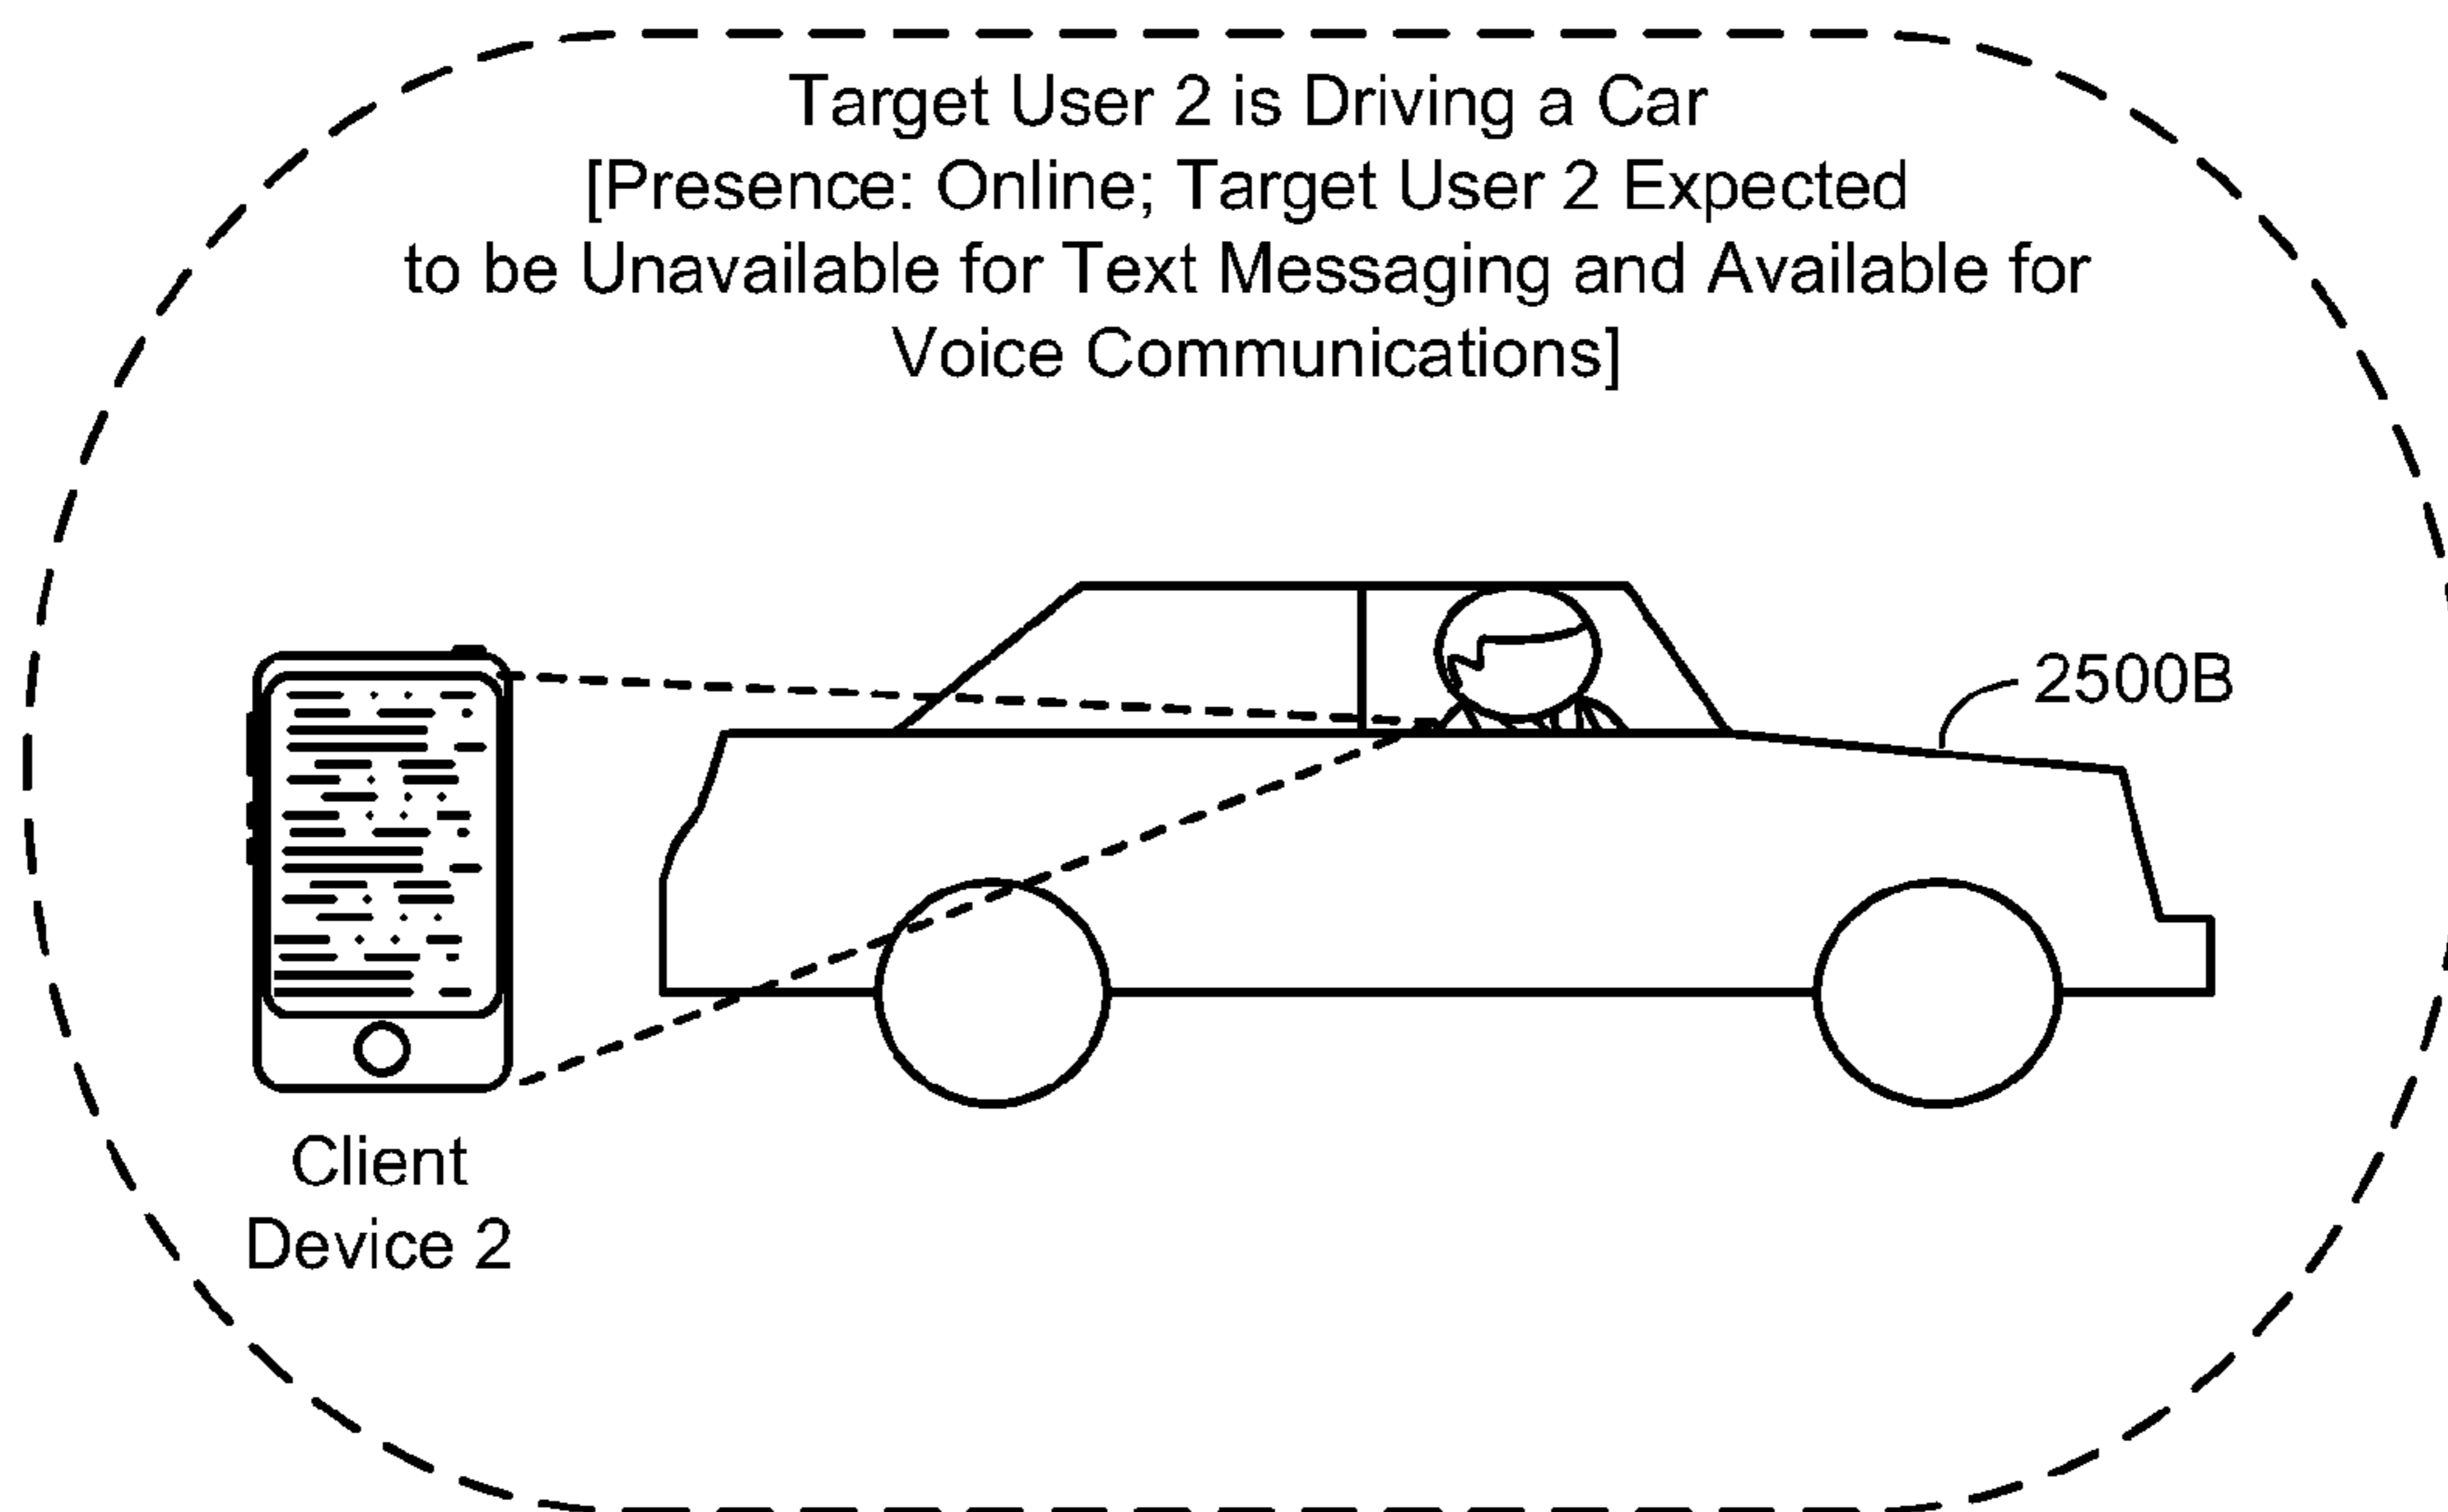 Target User 2 is Driving a Car
[Presence: Online; Target User 2 Expected
to be Unavailable for Text Messaging and Available for
Voice Communications]
2500B
Client
Device 2